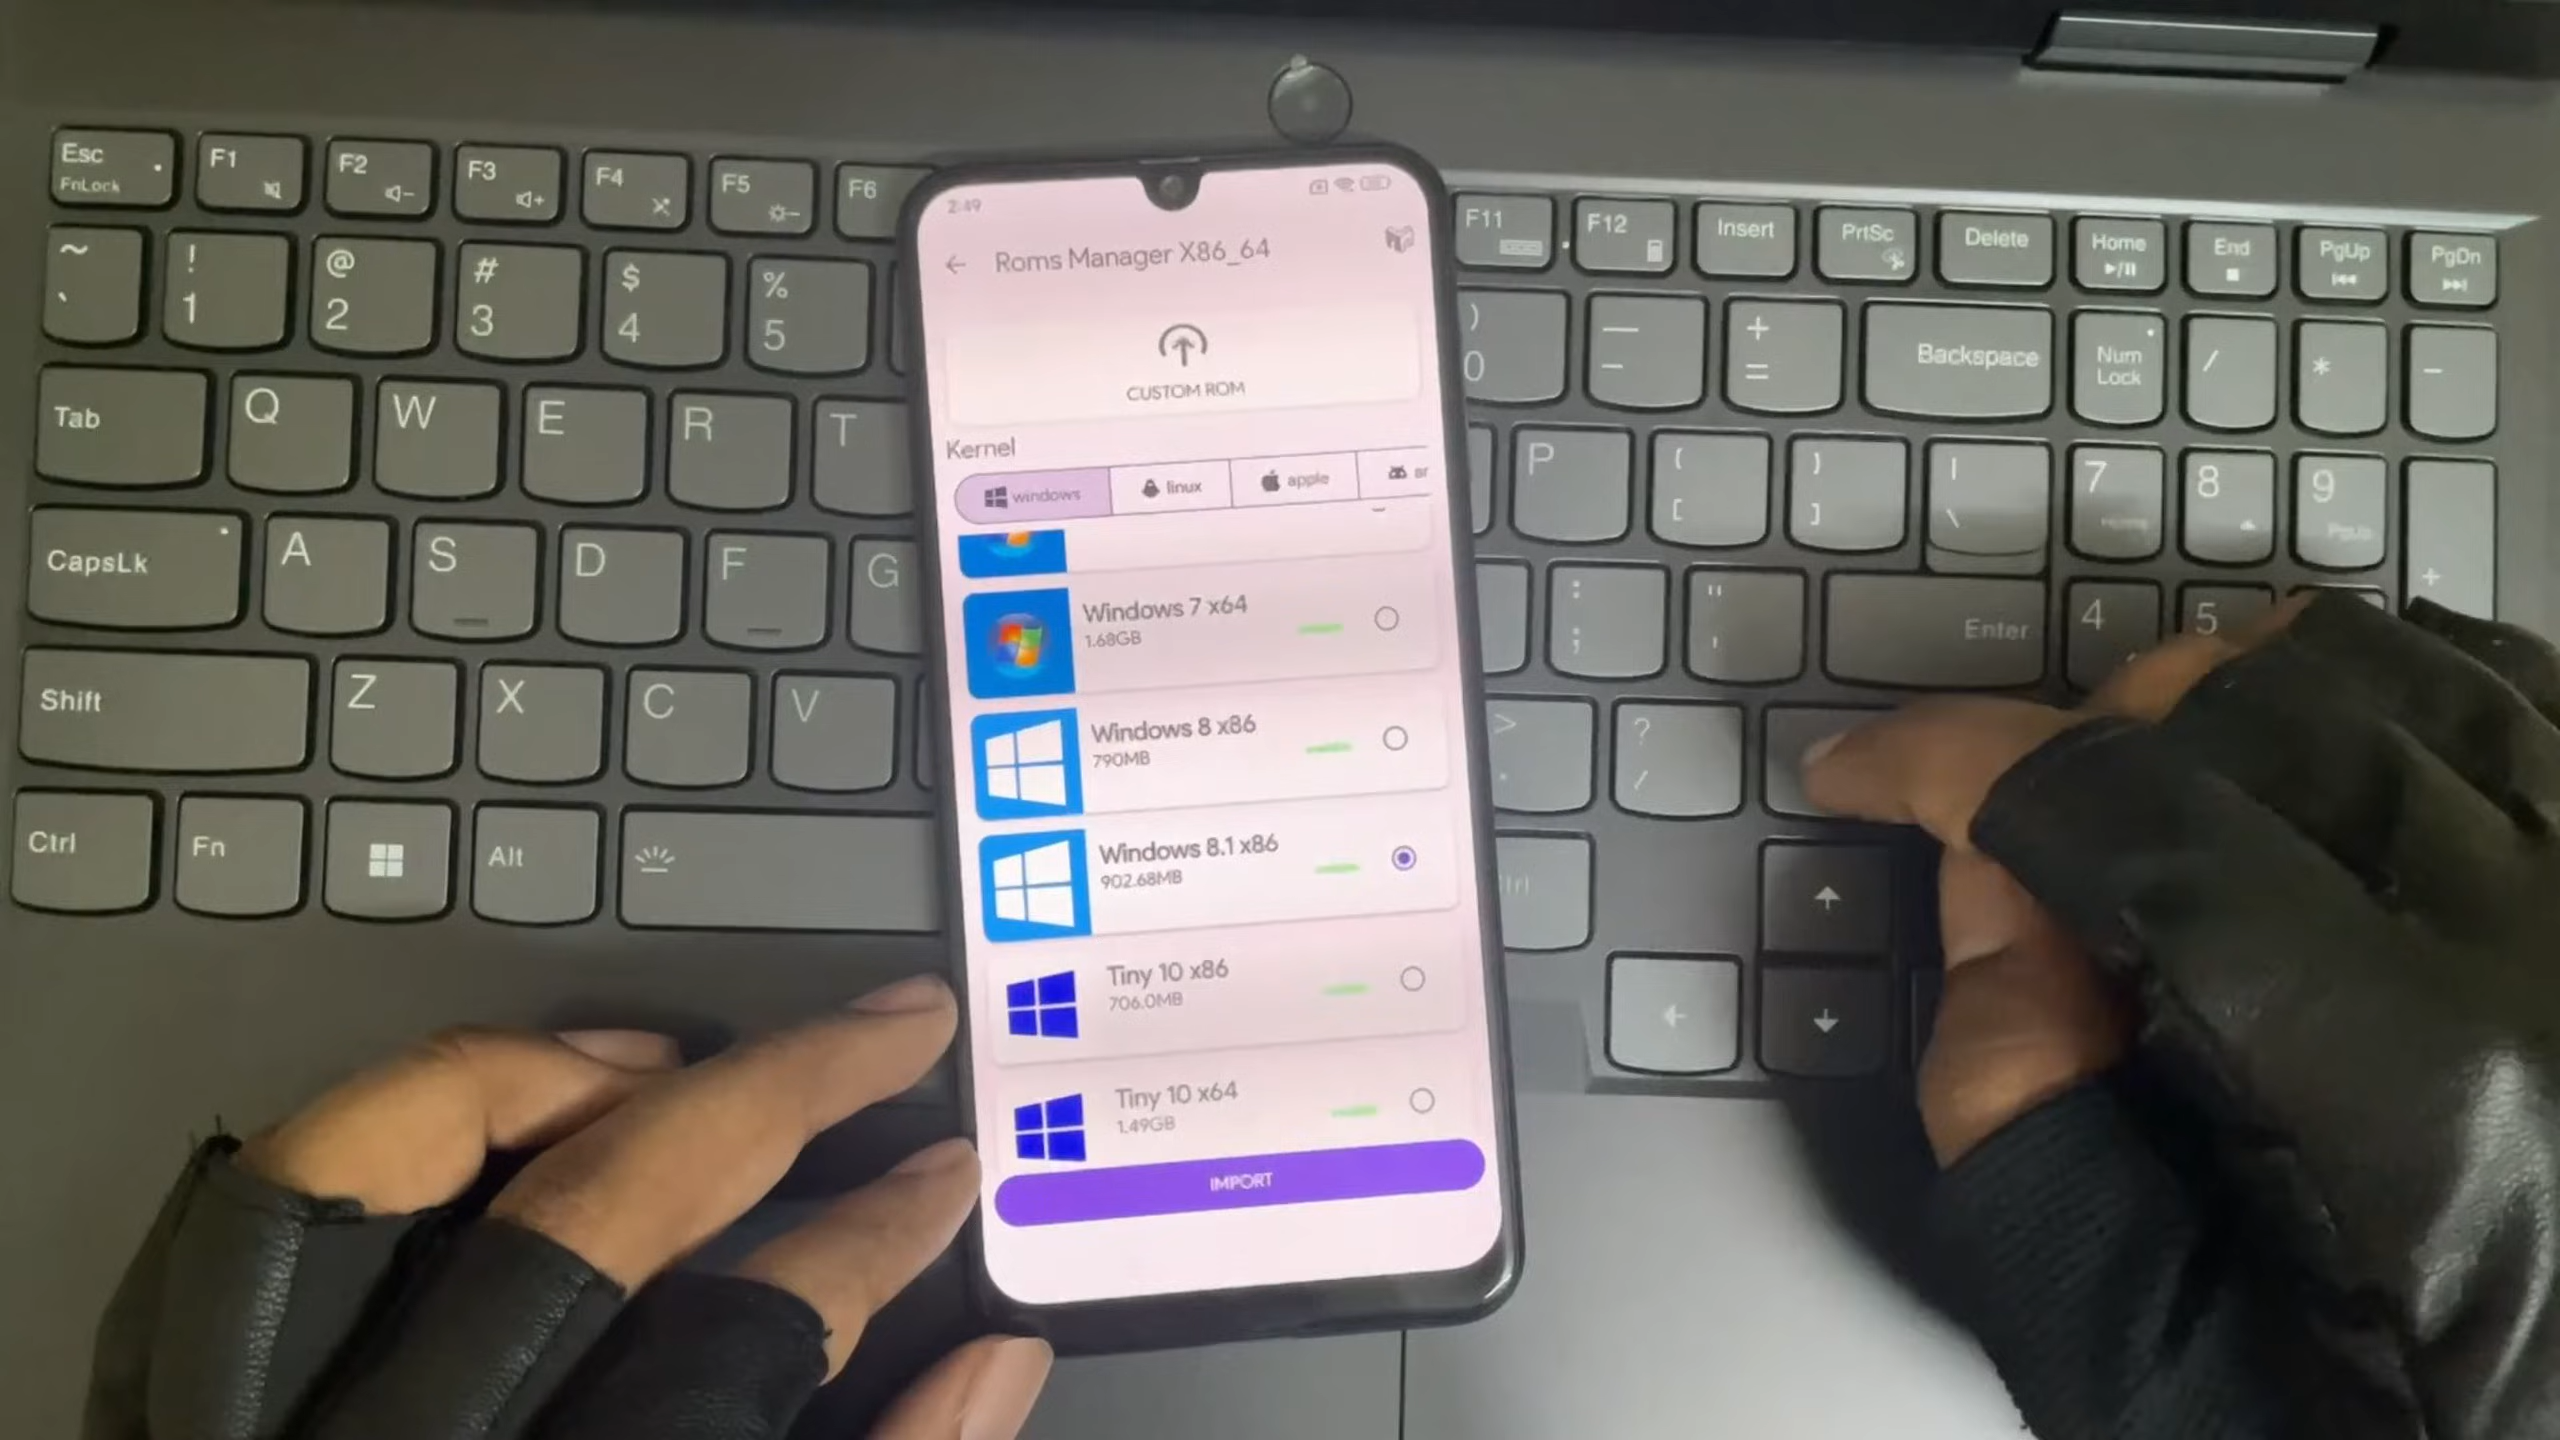 Esc
FnLock
F1
F2
F3
F4
F5
F6
F11
F12
Insert
PrtSc
Delete
Home
End
PgUp
PgDn
~
`
!
1
@
2
#
3
$
4
%
5
)
0
—
–
+
=
Backspace
Num
Lock
/
*
–
Tab
Q
W
E
R
T
P
{
[
}
]
|
\
7
8
9
+
CapsLk
A
S
D
F
G
:
;
"
'
Enter
4
5
Shift
Z
X
C
V
>
.
?
/
Ctrl
Fn
Alt
2:49
Roms Manager X86_64
CUSTOM ROM
Kernel
windows
linux
apple
Windows 7 x64
1.68GB
Windows 8 x86
790MB
Windows 8.1 x86
902.68MB
Tiny 10 x86
706.0MB
Tiny 10 x64
1.49GB
IMPORT